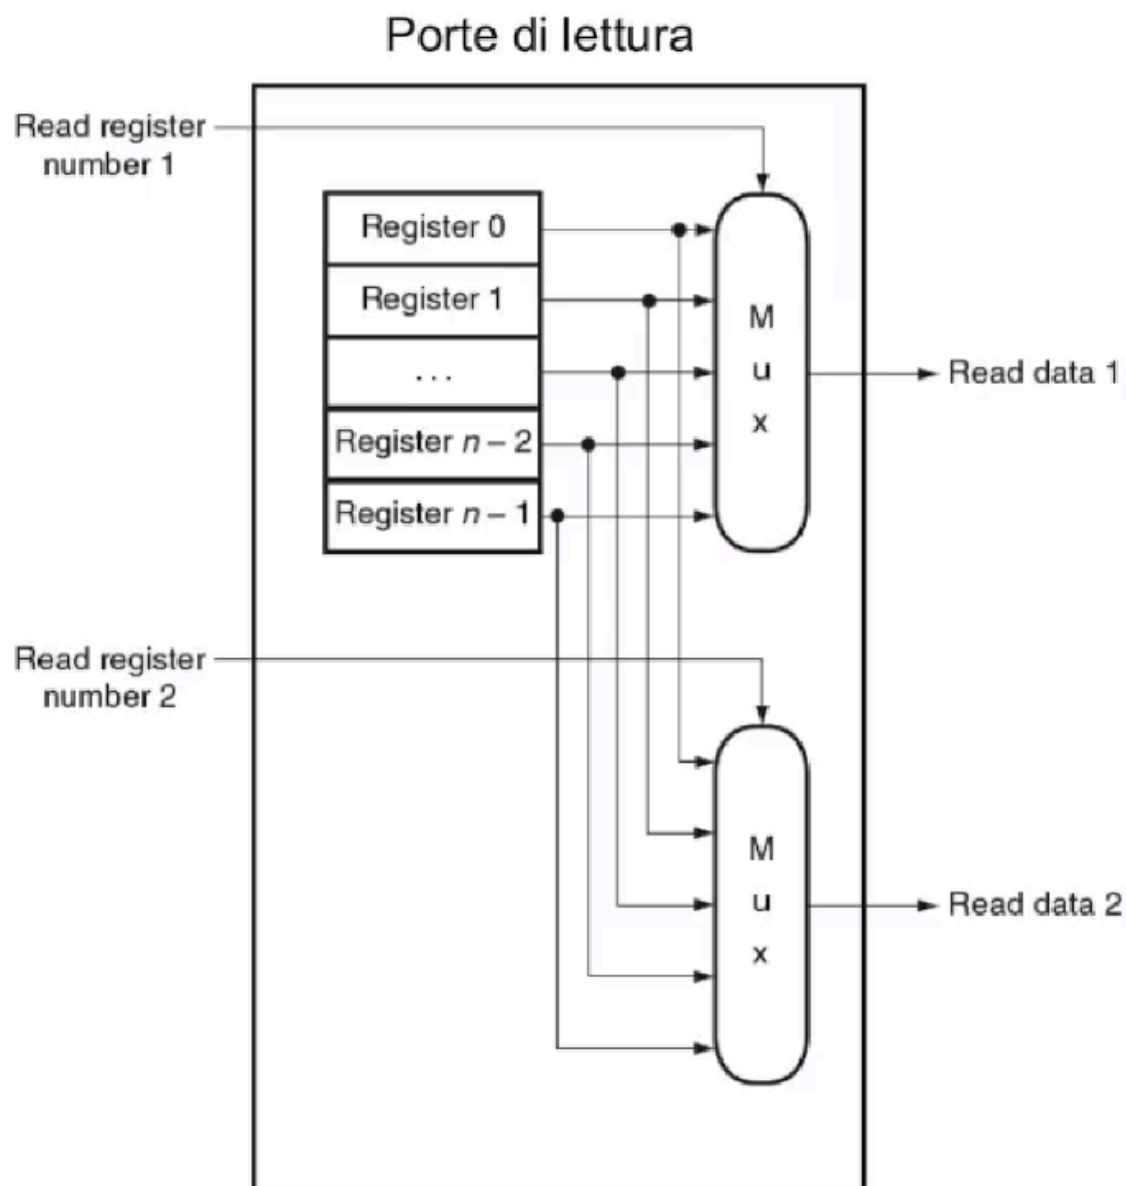 Porte di lettura
Read register
number 1
Register 0
Register 1
...
Register n – 2
Register n – 1
M
u
x
Read data 1
Read register
number 2
M
u
x
Read data 2